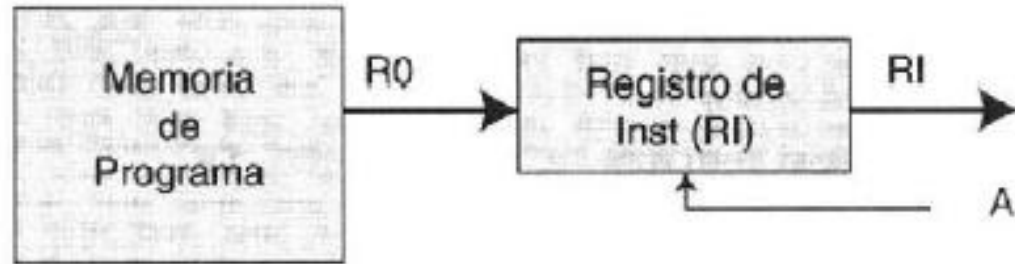 Memoria
de
Programa
R0
Registro de
Inst (RI)
RI
A